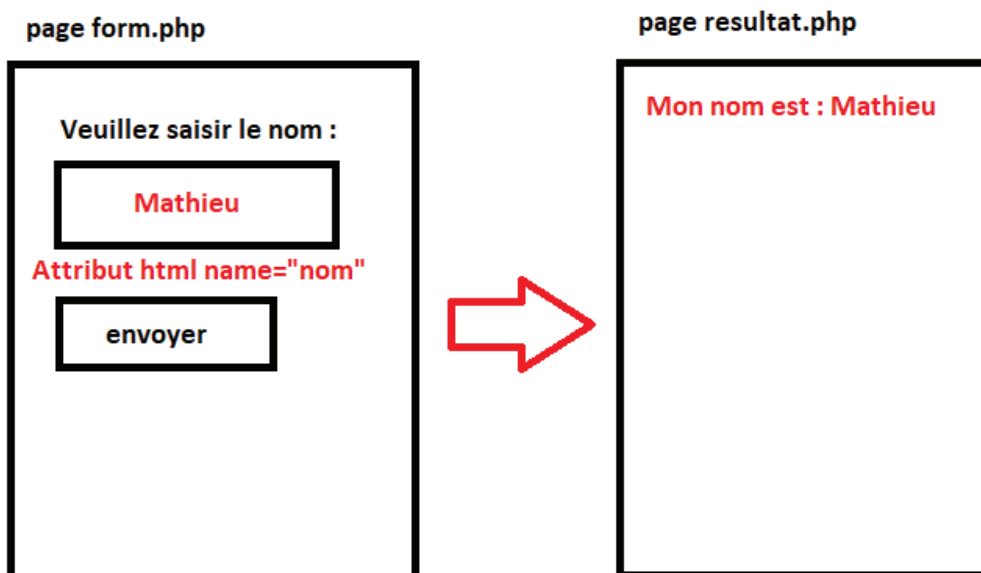 page form.php
Veuillez saisir le nom :
Mathieu
Attribut html name="nom"
envoyer
page resultat.php
Mon nom est : Mathieu